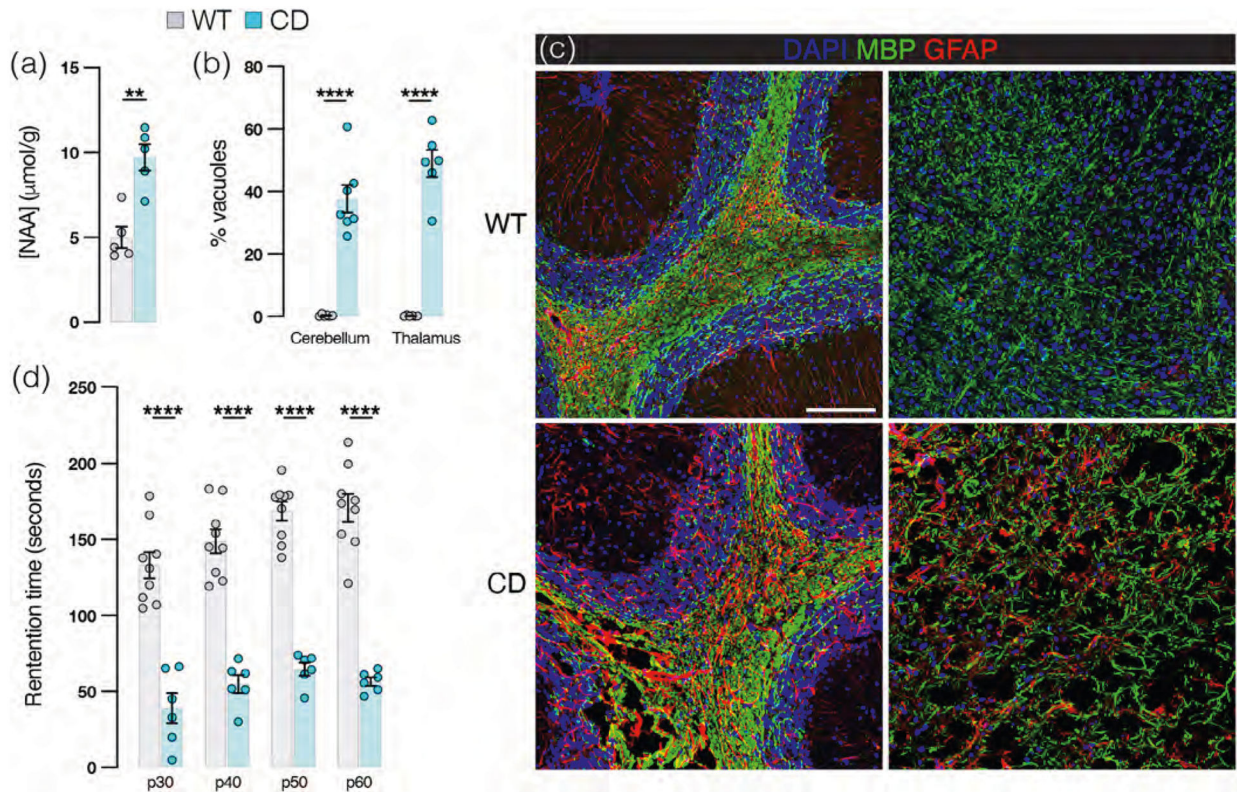 WT CD
(a)
[NAA] (μmol/g)
15
10
5
0
**
(b)
% vacuoles
80
60
40
20
0
****
****
Cerebellum
Thalamus
(c)
DAPI MBP GFAP
WT
CD
(d)
Rentention time (seconds)
250
200
150
100
50
0
****
****
****
****
p30
p40
p50
p60